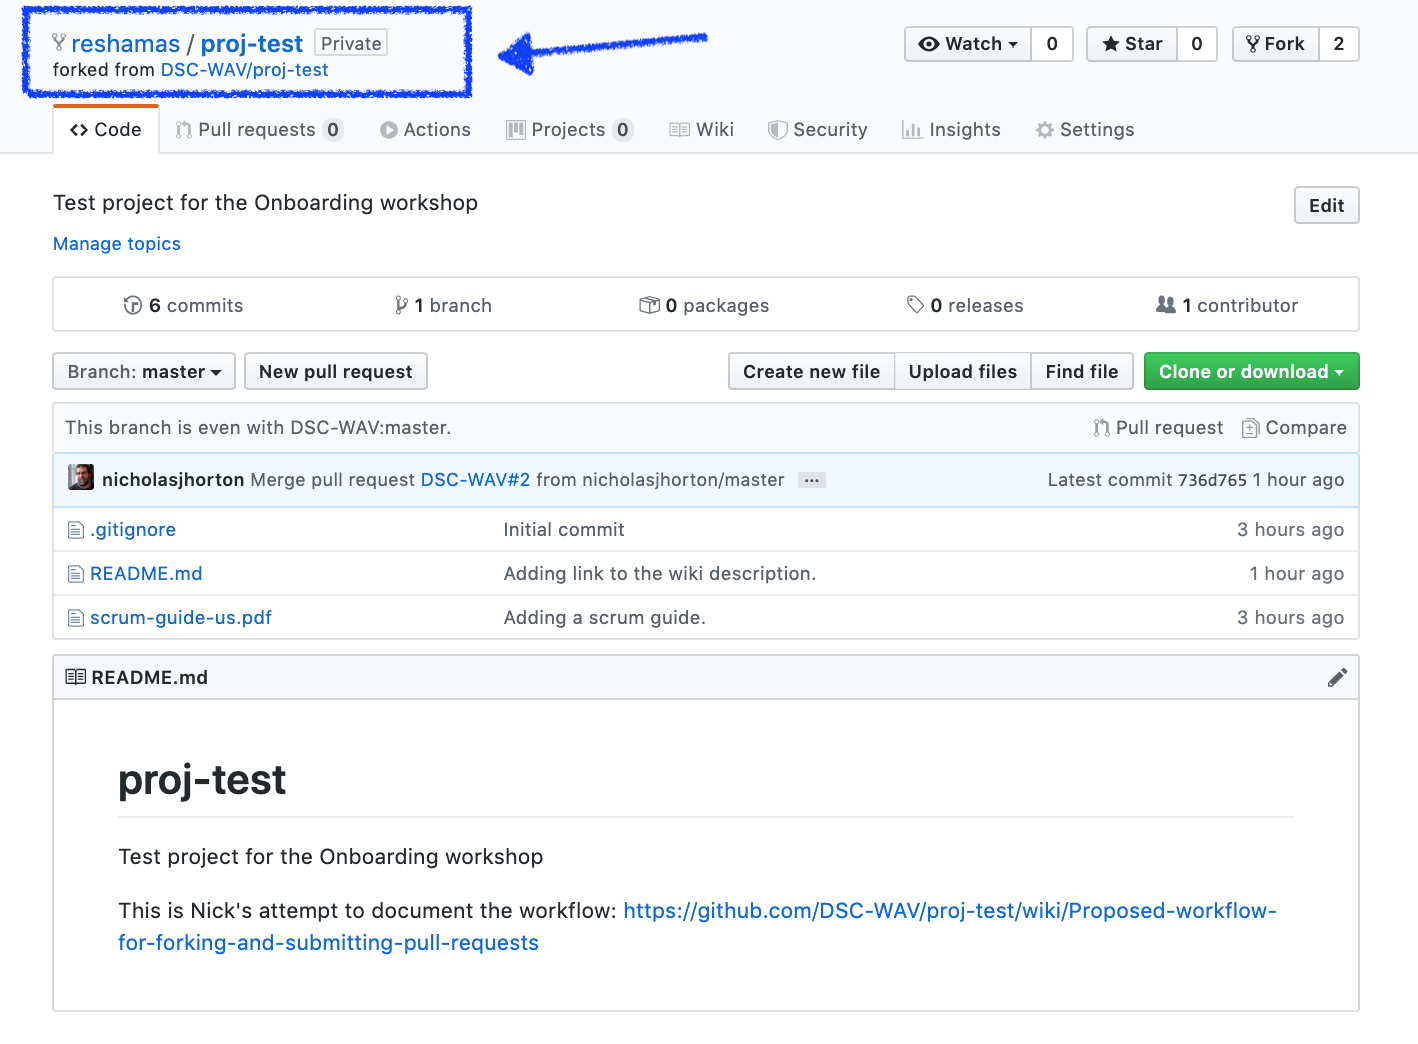 reshamas / proj-test Private
forked from DSC-WAV/proj-test
Watch 0 Star 0 Fork 2
Code Pull requests 0 Actions Projects 0 Wiki Security Insights Settings
Test project for the Onboarding workshop
Edit
Manage topics
6 commits 1 branch 0 packages 0 releases 1 contributor
Branch: master New pull request Create new file Upload files Find file Clone or download
This branch is even with DSC-WAV:master. Pull request Compare
nicholasjhorton Merge pull request DSC-WAV#2 from nicholasjhorton/master ... Latest commit 736d765 1 hour ago
.gitignore Initial commit 3 hours ago
README.md Adding link to the wiki description. 1 hour ago
scrum-guide-us.pdf Adding a scrum guide. 3 hours ago
README.md
proj-test
Test project for the Onboarding workshop
This is Nick's attempt to document the workflow: https://github.com/DSC-WAV/proj-test/wiki/Proposed-workflow-
for-forking-and-submitting-pull-requests